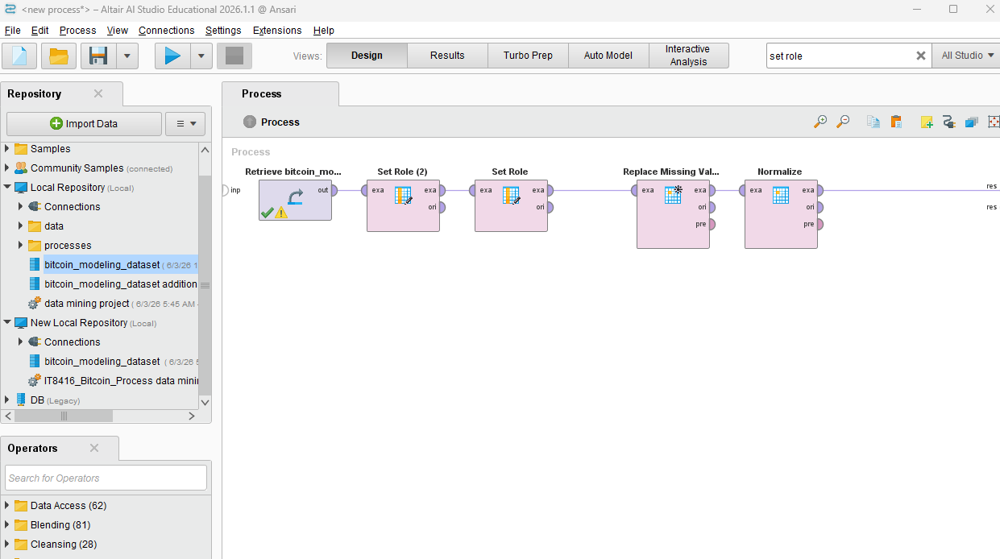 <new process*> – Altair AI Studio Educational 2026.1.1 @ Ansari
File Edit Process View Connections Settings Extensions Help
Views: Design Results Turbo Prep Auto Model Interactive Analysis
set role
All Studio
Repository
Import Data
Samples
Community Samples (connected)
Local Repository (Local)
Connections
data
processes
bitcoin_modeling_dataset ( 6/3/26 1
bitcoin_modeling_dataset addition
data mining project ( 6/3/26 5:45 AM
New Local Repository (Local)
Connections
bitcoin_modeling_dataset ( 6/3/26
IT8416_Bitcoin_Process data mini
DB (Legacy)
Operators
Search for Operators
Data Access (62)
Blending (81)
Cleansing (28)
Process
Process
Process
inp
Retrieve bitcoin_mo...
out
Set Role (2)
exa exa
ori
Set Role
exa exa
ori
Replace Missing Val...
exa exa
ori
pre
Normalize
exa exa
ori
pre
res
res